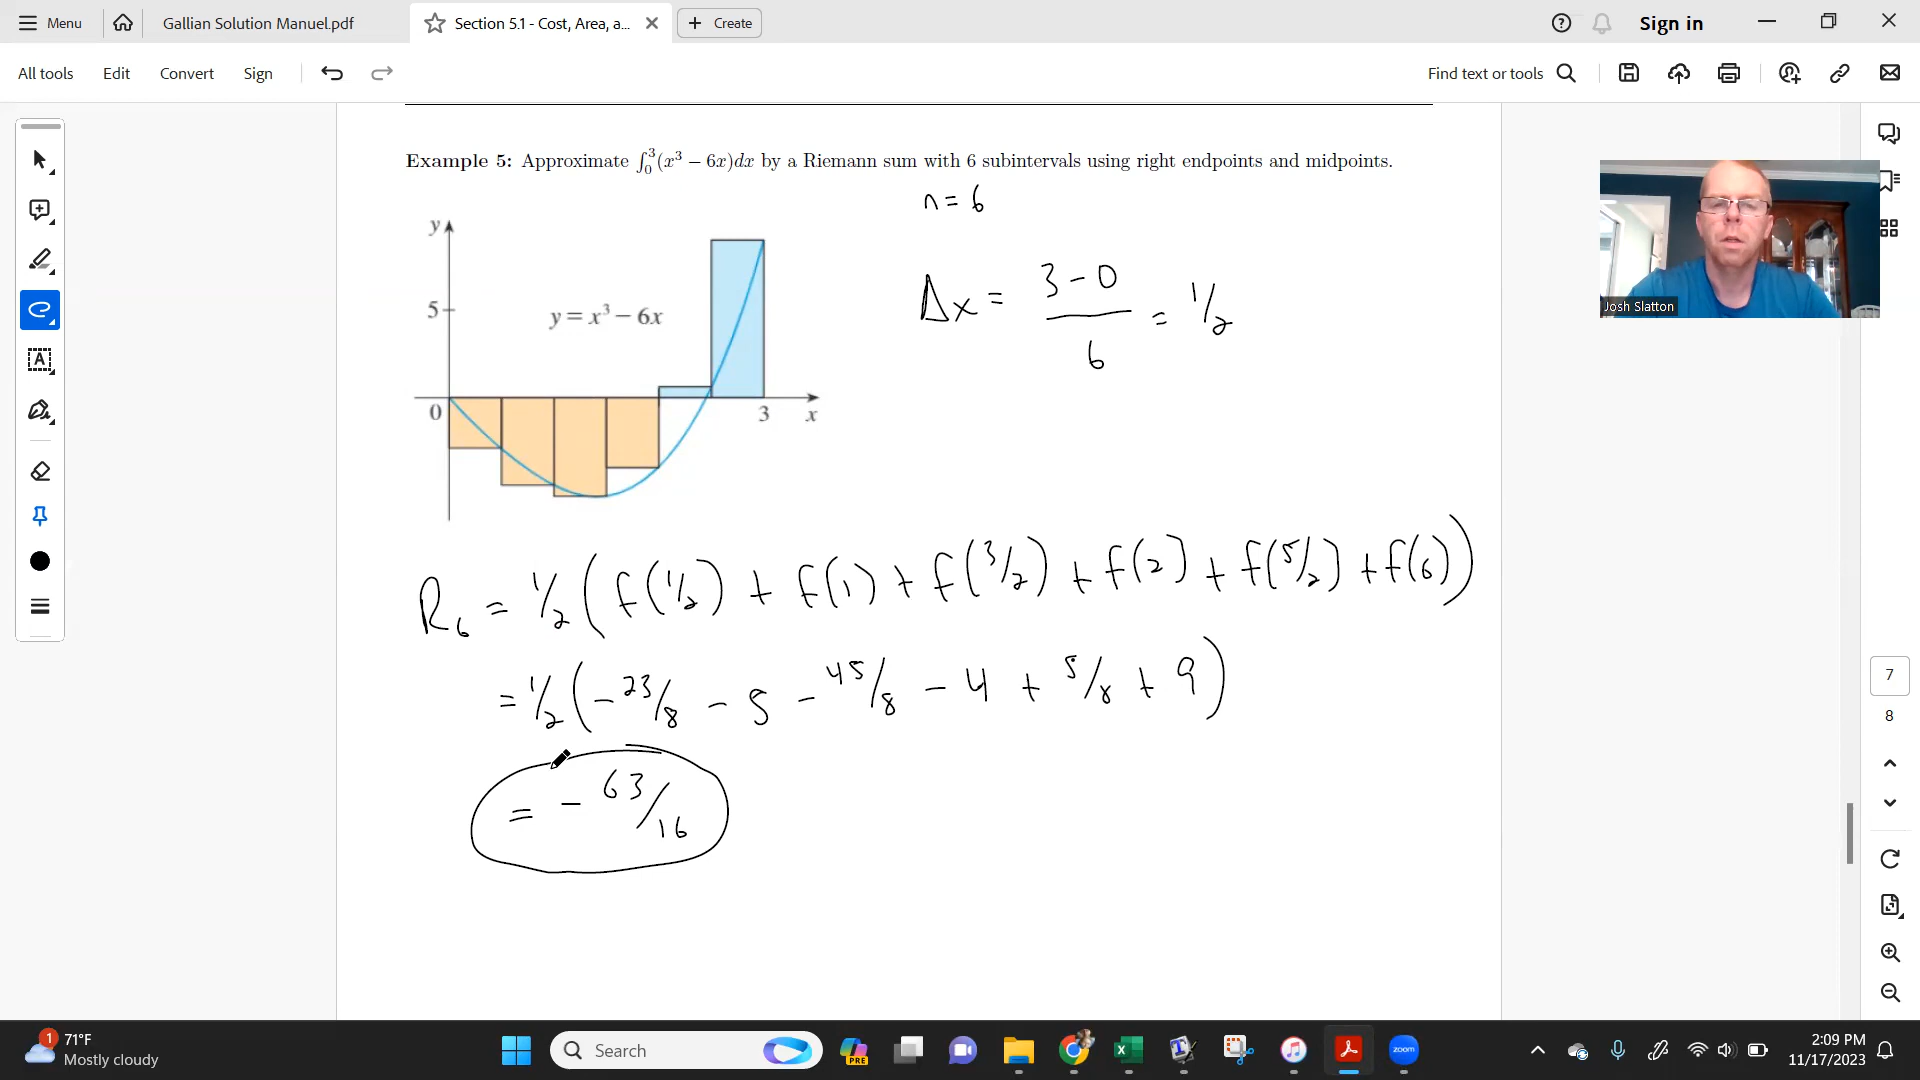 Menu Gallian Solution Manuel.pdf Section 5.1 - Cost, Area, a... + Create Sign in
All tools Edit Convert Sign Find text or tools
Example 5: Approximate ∫₀³(x³ − 6x)dx by a Riemann sum with 6 subintervals using right endpoints and midpoints.
n = 6
Δx = (3 - 0)/6 = 1/2
y
5
y = x³ − 6x
0 3 x
Josh Slatton
R₆ = 1/2 (f(1/2) + f(1) + f(3/2) + f(2) + f(5/2) + f(6))
= 1/2 (- 23/8 - 5 - 45/8 - 4 + 5/8 + 9)
= - 63/16
7
8
1 71°F
Mostly cloudy
Search
PRE
zoom
2:09 PM
11/17/2023